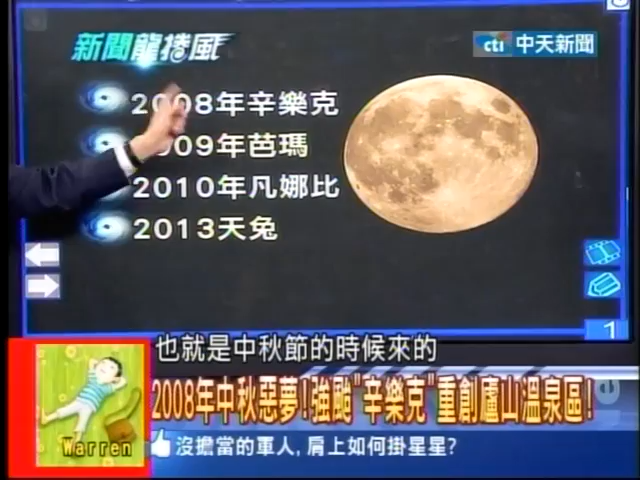 新聞龍捲風
cti 中天新聞
2008年辛樂克
2009年芭瑪
2010年凡娜比
2013天兔
1
也就是中秋節的時候來的
2008年中秋惡夢!強颱"辛樂克"重創廬山溫泉區!
Warren
沒擔當的軍人,肩上如何掛星星?